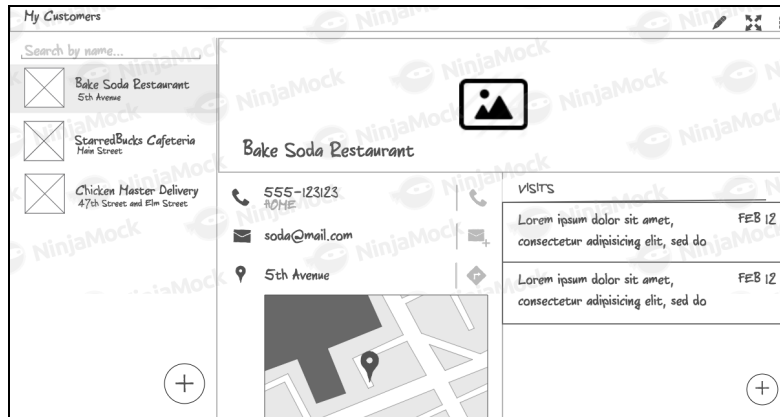 My Customers
Search by name...
Bake Soda Restaurant
5th Avenue
StarredBucks Cafeteria
Main Street
Chicken Master Delivery
47th Street and Elm Street
Bake Soda Restaurant
555-123123
HOME
soda@mail.com
5th Avenue
VISITS
Lorem ipsum dolor sit amet,
consectetur adipisicing elit, sed do
FEB 12
Lorem ipsum dolor sit amet,
consectetur adipisicing elit, sed do
FEB 12
NinjaMock